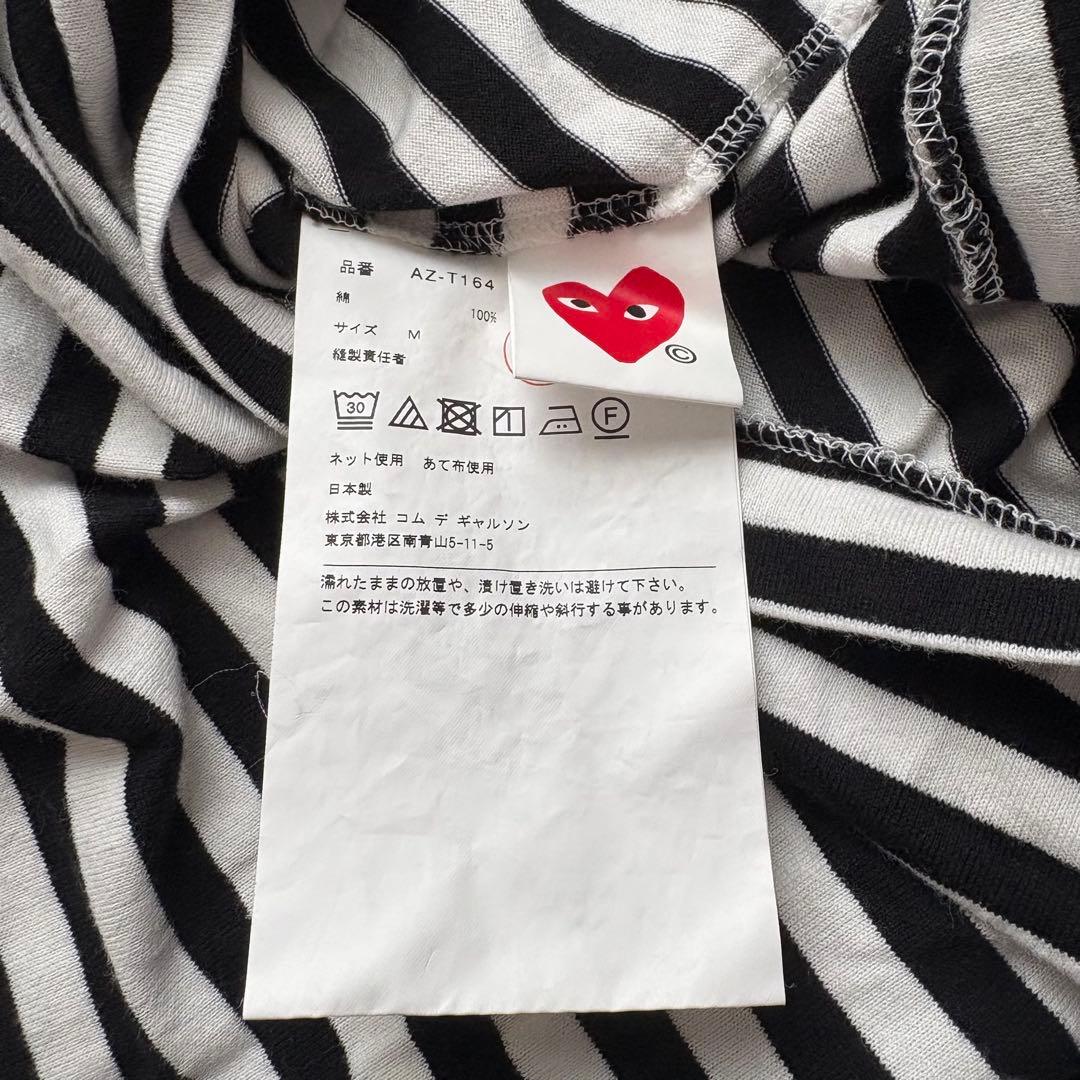 品番 AZ-T164
綿 100%
サイズ M
縫製責任者
30
F
ネット使用 あて布使用
日本製
株式会社 コム デ ギャルソン
東京都港区南青山5-11-5
濡れたままの放置や、漬け置き洗いは避けて下さい。
この素材は洗濯等で多少の伸縮や斜行する事があります。
©